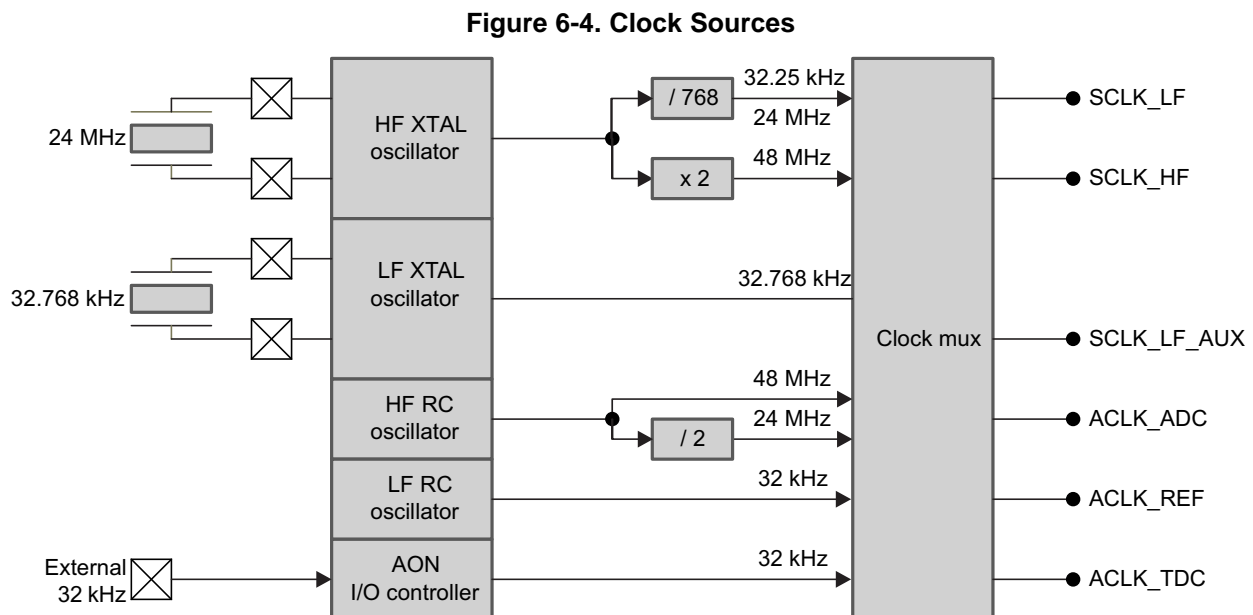 Figure 6-4. Clock Sources
24 MHz
HF XTAL
oscillator
/ 768
32.25 kHz
24 MHz
x 2
48 MHz
SCLK_LF
SCLK_HF
32.768 kHz
LF XTAL
oscillator
32.768 kHz
Clock mux
SCLK_LF_AUX
HF RC
oscillator
48 MHz
/ 2
24 MHz
ACLK_ADC
LF RC
oscillator
32 kHz
ACLK_REF
External
32 kHz
AON
I/O controller
32 kHz
ACLK_TDC